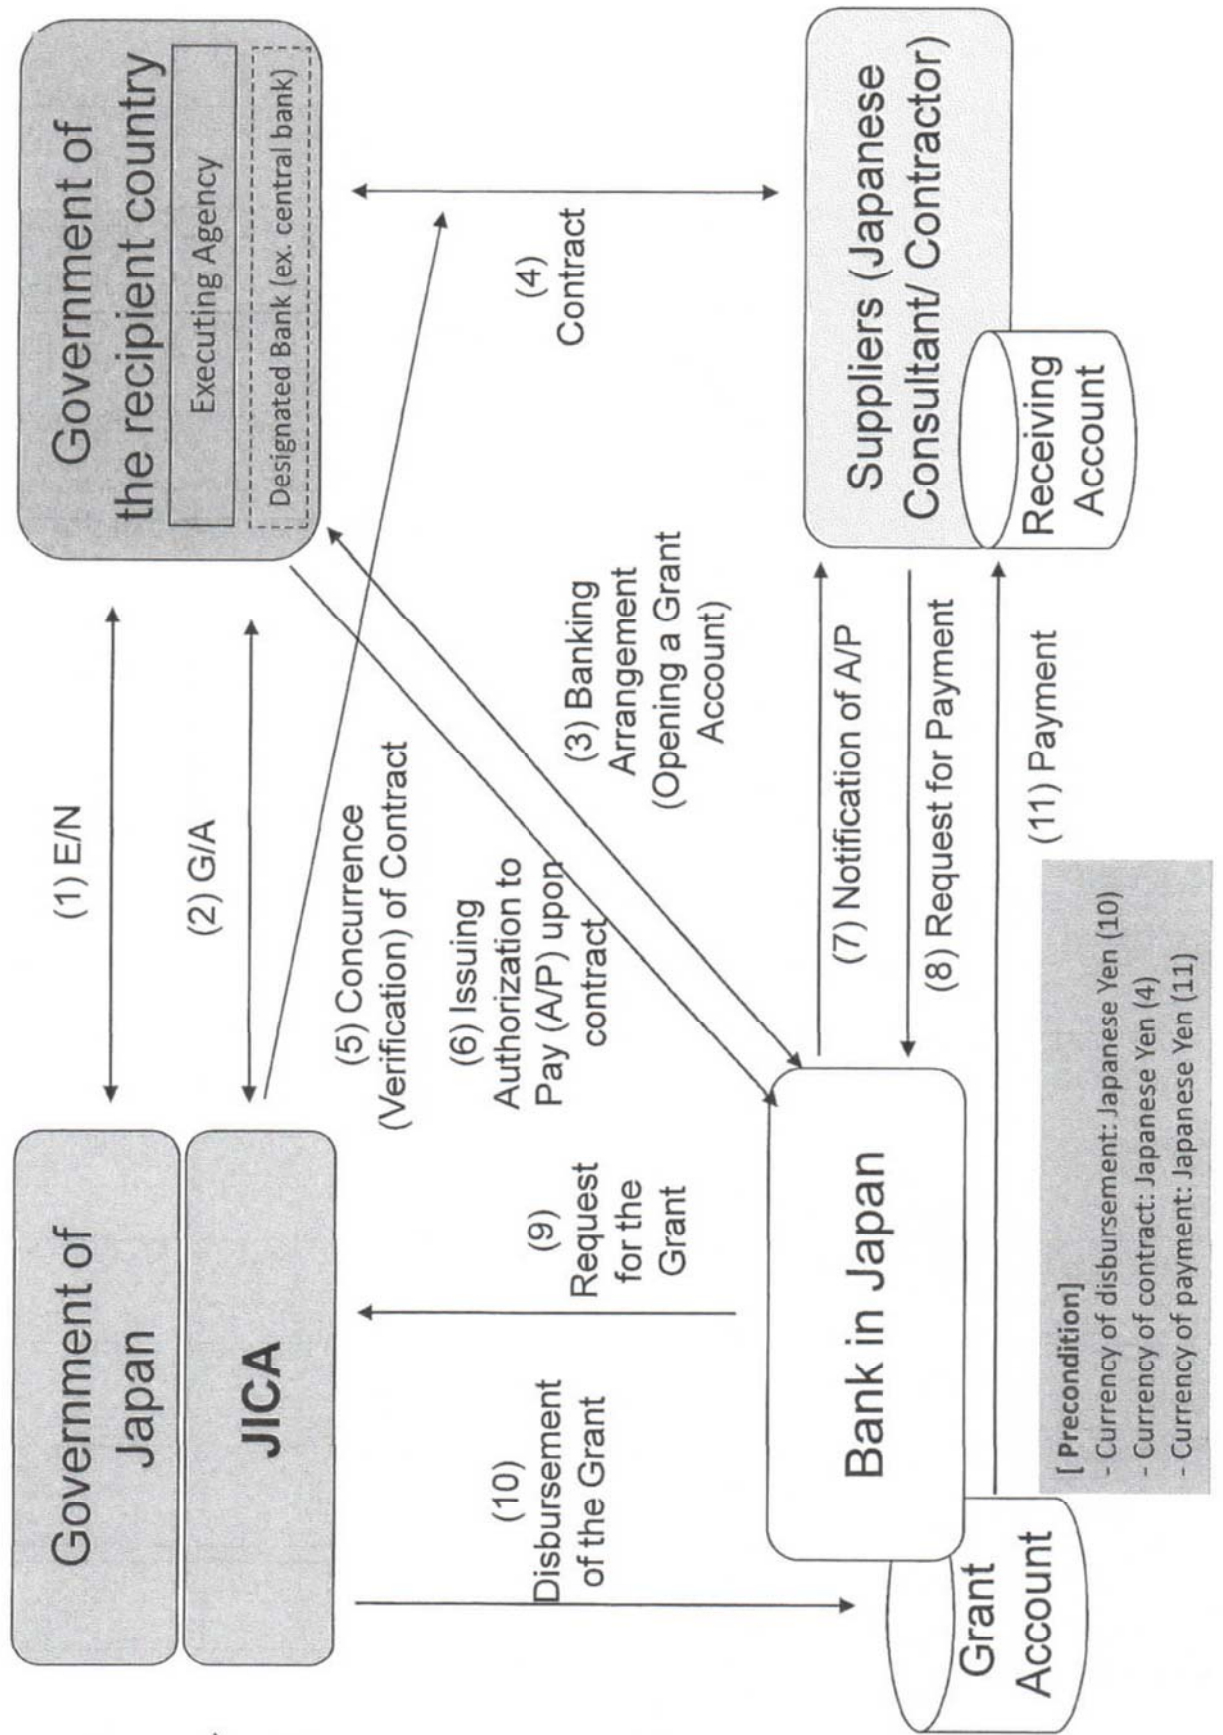 Government of
Japan
JICA
(1) E/N
(2) G/A
Government of
the recipient country
Executing Agency
Designated Bank (ex. central bank)
(5) Concurrence
(Verification) of Contract
(6) Issuing
Authorization to
Pay (A/P) upon
contract
(4)
Contract
(3) Banking
Arrangement
(Opening a Grant
Account)
(10)
Disbursement
of the Grant
(9)
Request
for the
Grant
Bank in Japan
Grant
Account
(7) Notification of A/P
(8) Request for Payment
(11) Payment
Suppliers (Japanese
Consultant/ Contractor)
Receiving
Account
[ Precondition]
- Currency of disbursement: Japanese Yen (10)
- Currency of contract: Japanese Yen (4)
- Currency of payment: Japanese Yen (11)